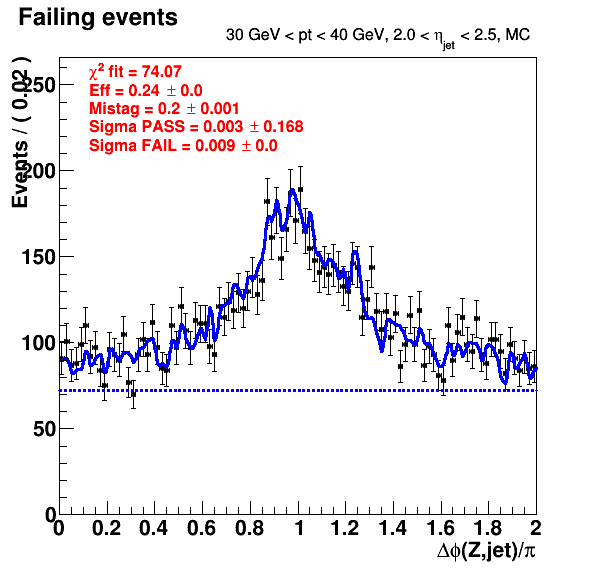 Failing events
30 GeV < pt < 40 GeV, 2.0 < η_jet < 2.5, MC
χ² fit = 74.07
Eff = 0.24 ± 0.0
Mistag = 0.2 ± 0.001
Sigma PASS = 0.003 ± 0.168
Sigma FAIL = 0.009 ± 0.0
Events / ( 0.02 )
250
200
150
100
50
0
0 0.2 0.4 0.6 0.8 1 1.2 1.4 1.6 1.8 2
Δϕ(Z,jet)/π